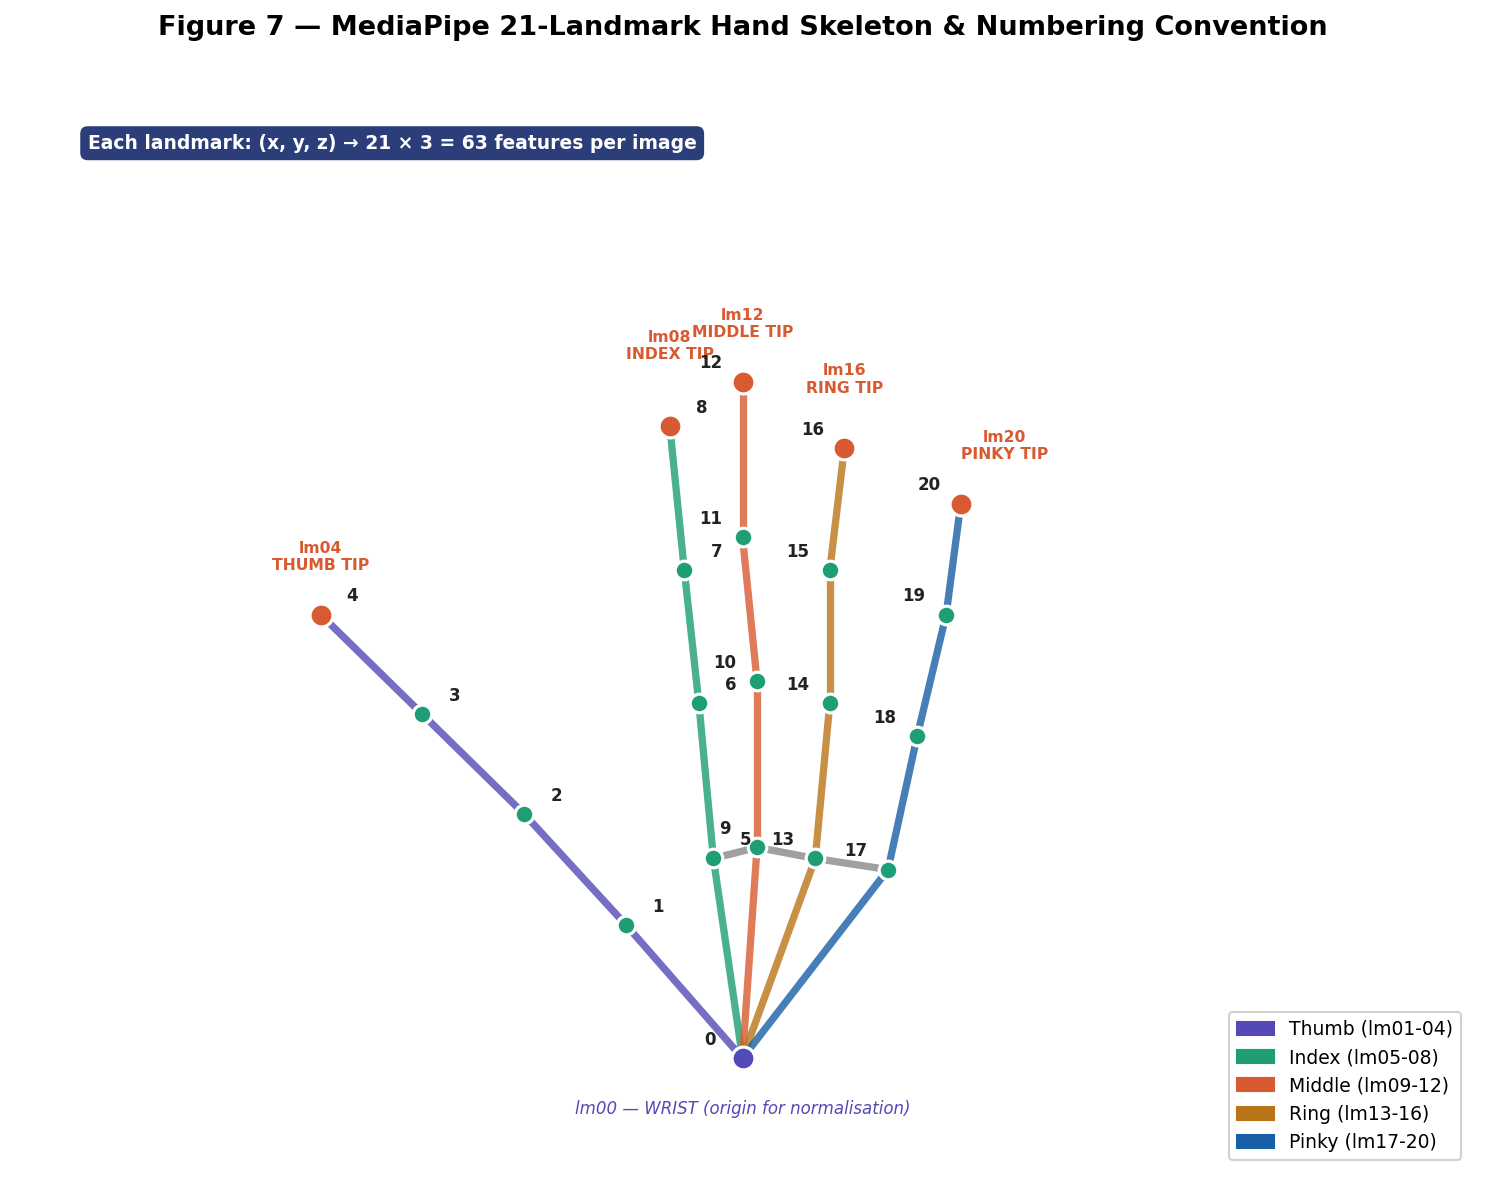 Figure 7 — MediaPipe 21-Landmark Hand Skeleton & Numbering Convention
Each landmark: (x, y, z) → 21 × 3 = 63 features per image
lm12
MIDDLE TIP
lm08
INDEX TIP
12
lm16
RING TIP
8
16
lm20
PINKY TIP
20
11
lm04
THUMB TIP
7
15
4
19
10
6
14
3
18
2
9
5
13
17
1
0
lm00 — WRIST (origin for normalisation)
Thumb (lm01-04)
Index (lm05-08)
Middle (lm09-12)
Ring (lm13-16)
Pinky (lm17-20)